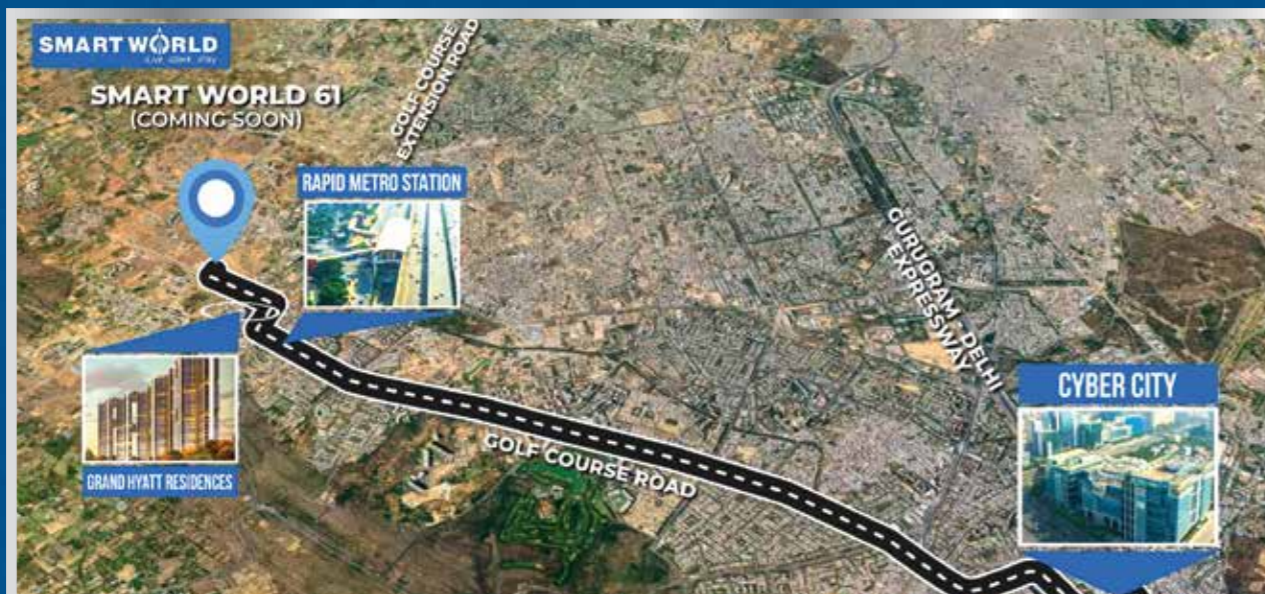 SMART WORLD
SMART WORLD 61
(COMING SOON)
GOLF COURSE
EXTENSION ROAD
RAPID METRO STATION
GURUGRAM - DELHI
EXPRESSWAY
CYBER CITY
GOLF COURSE ROAD
GRAND HYATT RESIDENCES